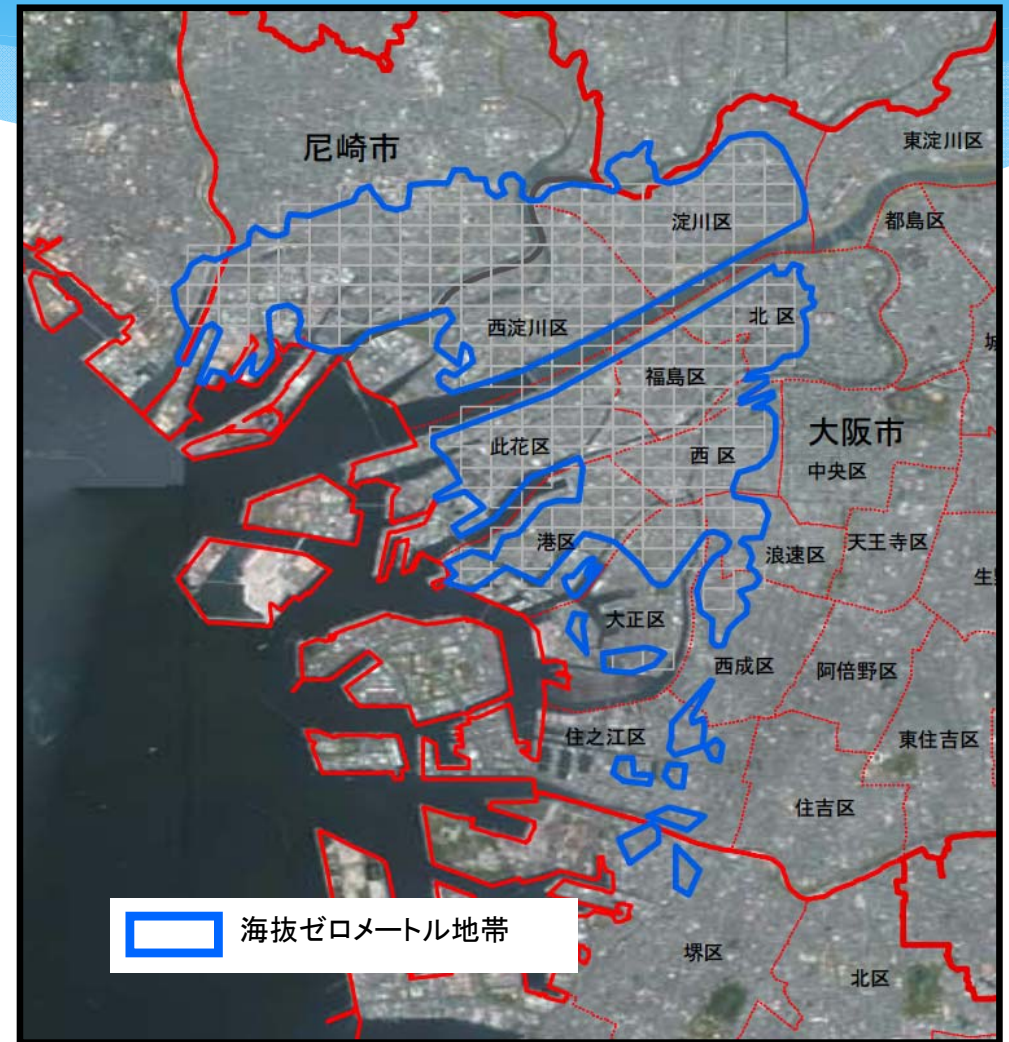 尼崎市
東淀川区
淀川区
都島区
西淀川区
北区
城
福島区
大阪市
此花区
西区
中央区
港区
浪速区
天王寺区
生野
大正区
西成区
阿倍野区
住之江区
東住吉区
住吉区
海抜ゼロメートル地帯
堺区
北区